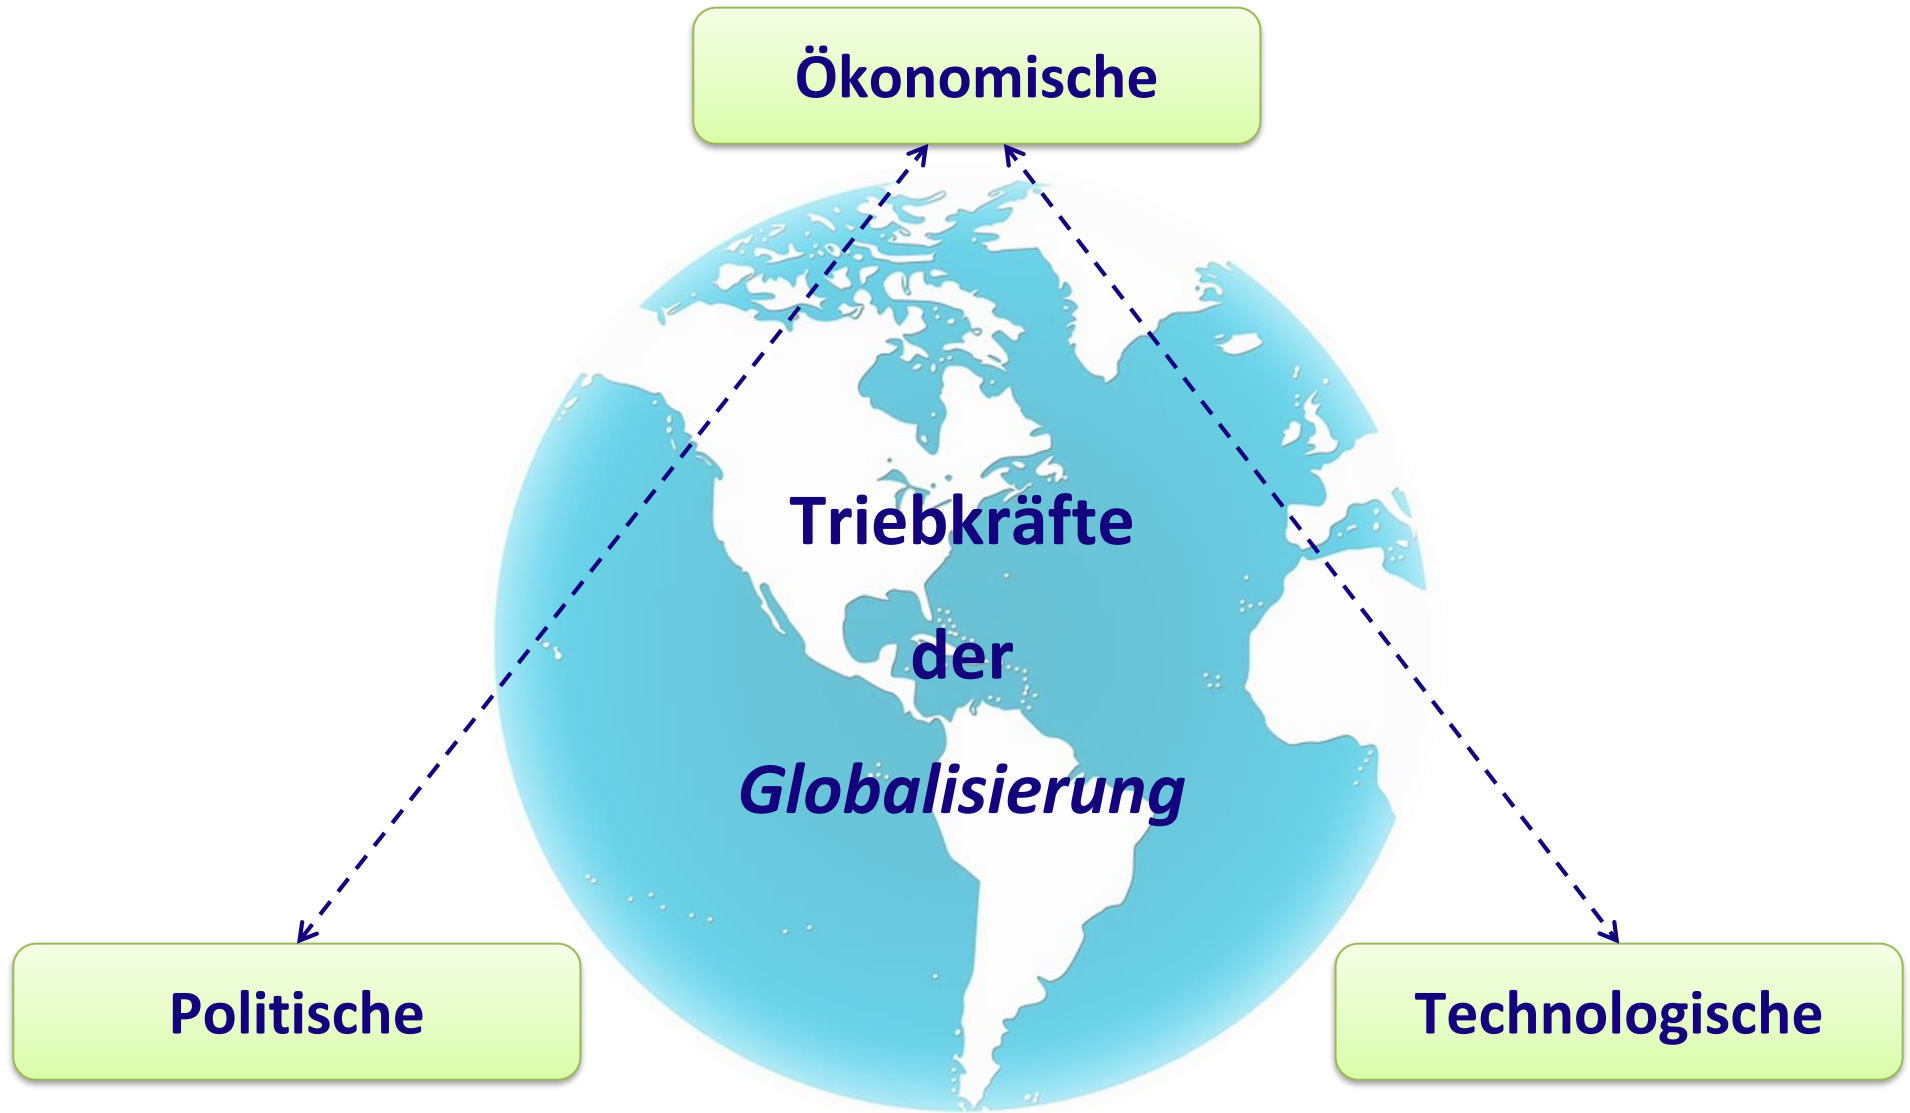 Ökonomische
Triebkräfte
der
Globalisierung
Politische
Technologische